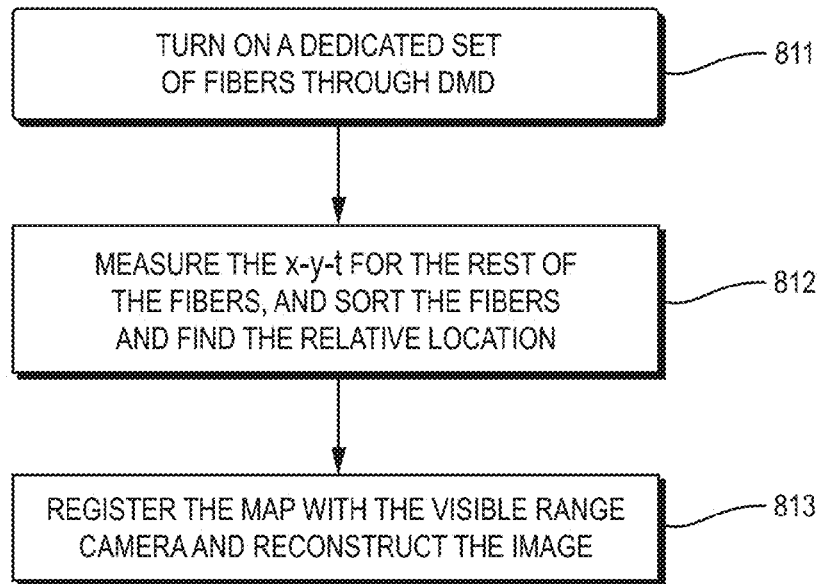 TURN ON A DEDICATED SET
OF FIBERS THROUGH DMD
811
MEASURE THE x-y-t FOR THE REST OF
THE FIBERS, AND SORT THE FIBERS
AND FIND THE RELATIVE LOCATION
812
REGISTER THE MAP WITH THE VISIBLE RANGE
CAMERA AND RECONSTRUCT THE IMAGE
813